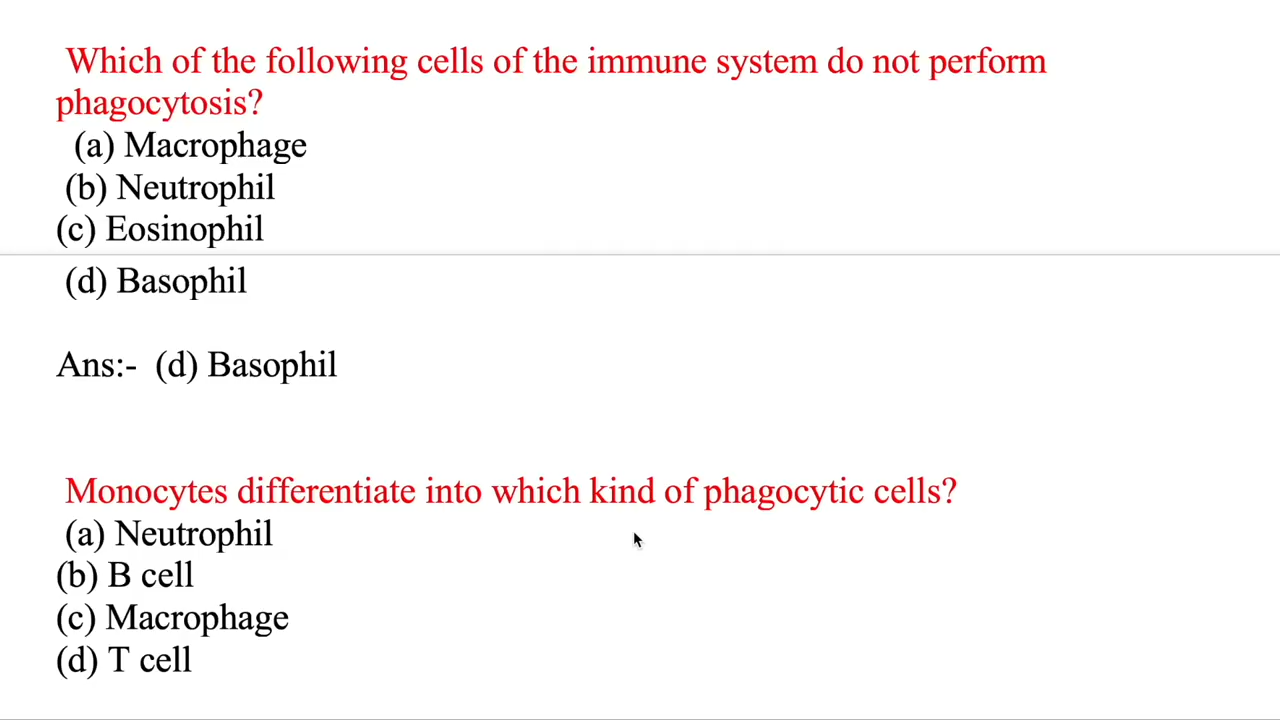 Which of the following cells of the immune system do not perform
phagocytosis?
(a) Macrophage
(b) Neutrophil
(c) Eosinophil
(d) Basophil
Ans:- (d) Basophil
Monocytes differentiate into which kind of phagocytic cells?
(a) Neutrophil
(b) B cell
(c) Macrophage
(d) T cell